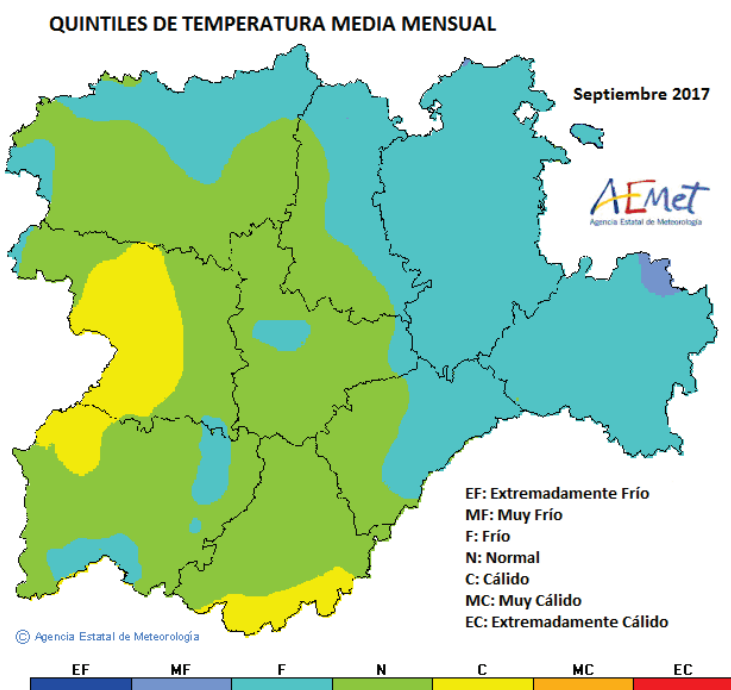 QUINTILES DE TEMPERATURA MEDIA MENSUAL
Septiembre 2017
AEMet
Agencia Estatal de Meteorología
EF: Extremadamente Frío
MF: Muy Frío
F: Frío
N: Normal
C: Cálido
MC: Muy Cálido
EC: Extremadamente Cálido
© Agencia Estatal de Meteorología
EF MF F N C MC EC